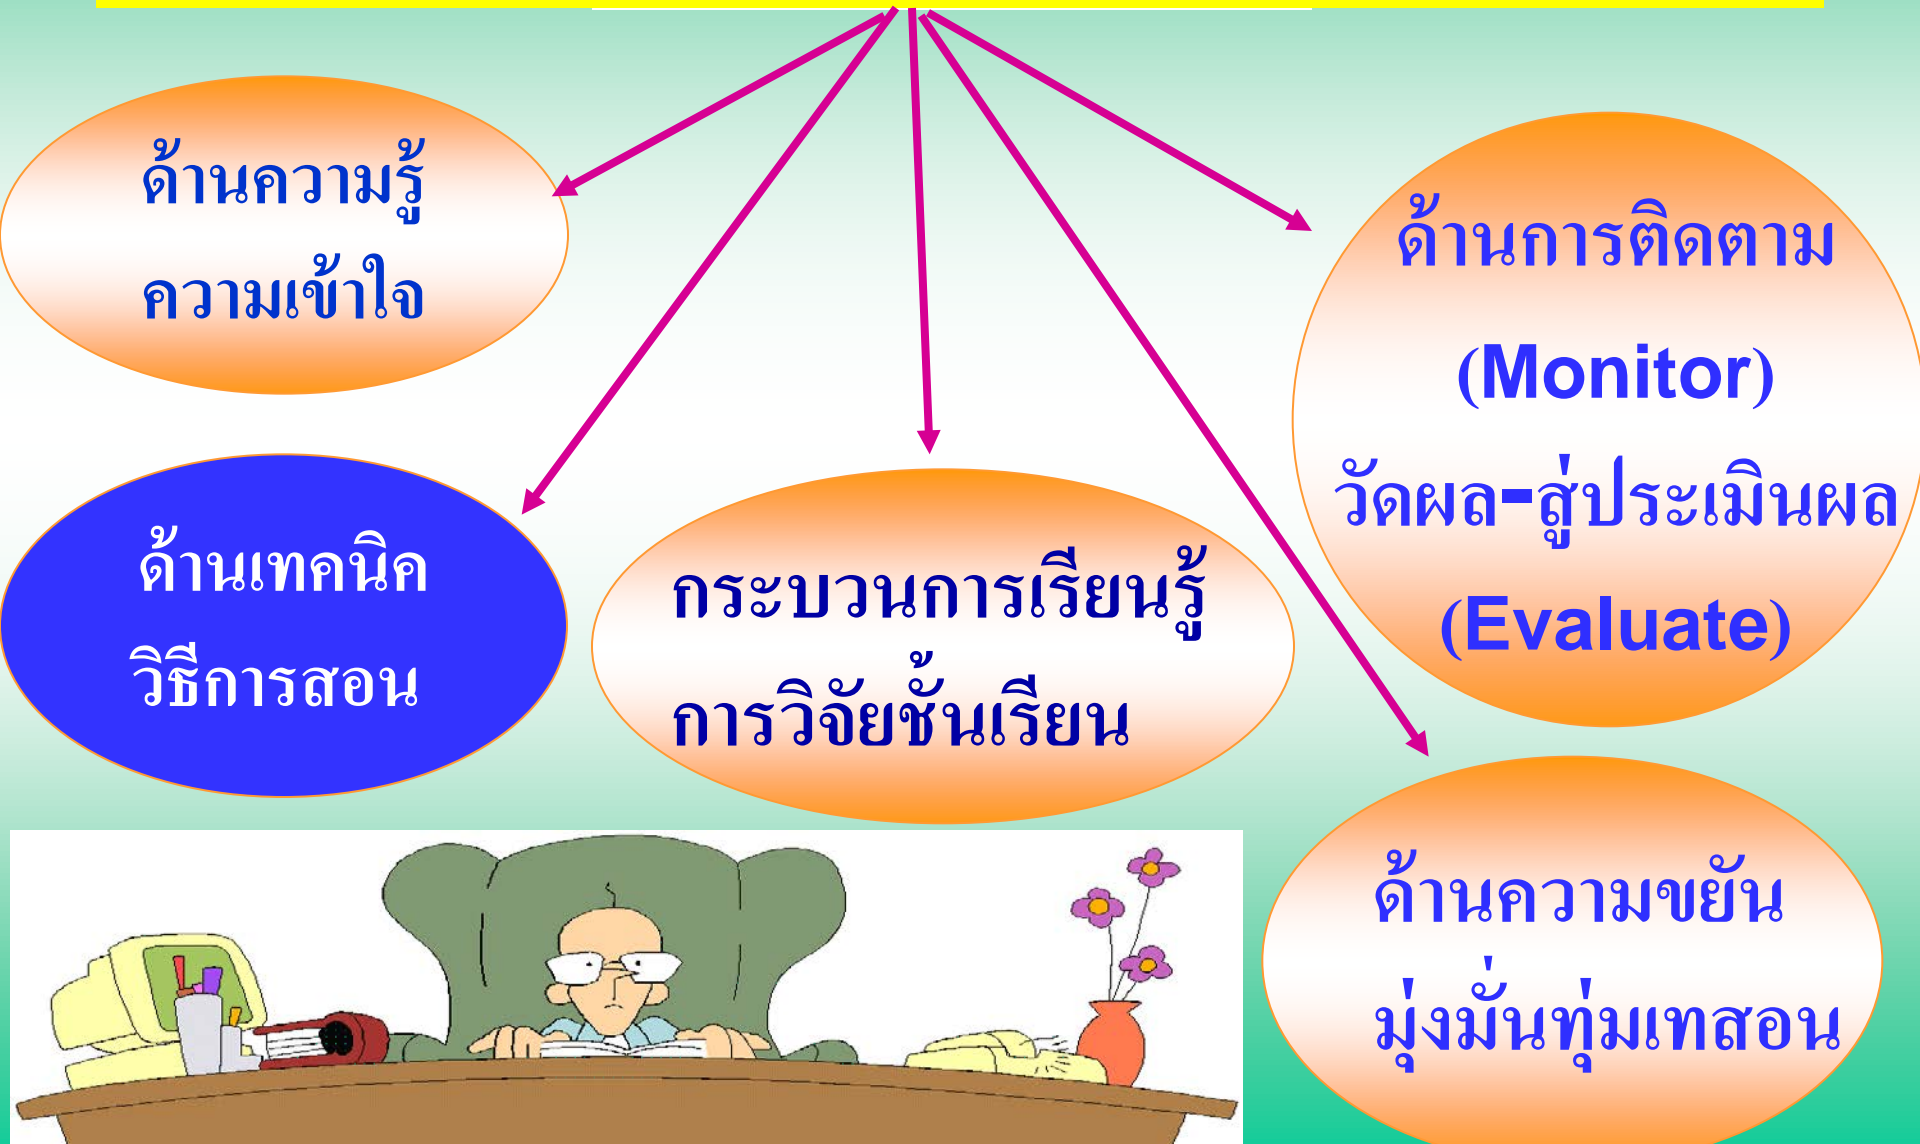 ด้านความรู้
ความเข้าใจ
ด้านเทคนิค
วิธีการสอน
กระบวนการเรียนรู้
การวิจัยชั้นเรียน
ด้านการติดตาม
(Monitor)
วัดผล-สู่ประเมินผล
(Evaluate)
ด้านความขยัน
มุ่งมั่นทุ่มเทสอน